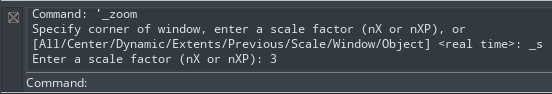 Command: '_zoom
Specify corner of window, enter a scale factor (nX or nXP), or
[All/Center/Dynamic/Extents/Previous/Scale/Window/Object] <real time>: _s
Enter a scale factor (nX or nXP): 3
Command: